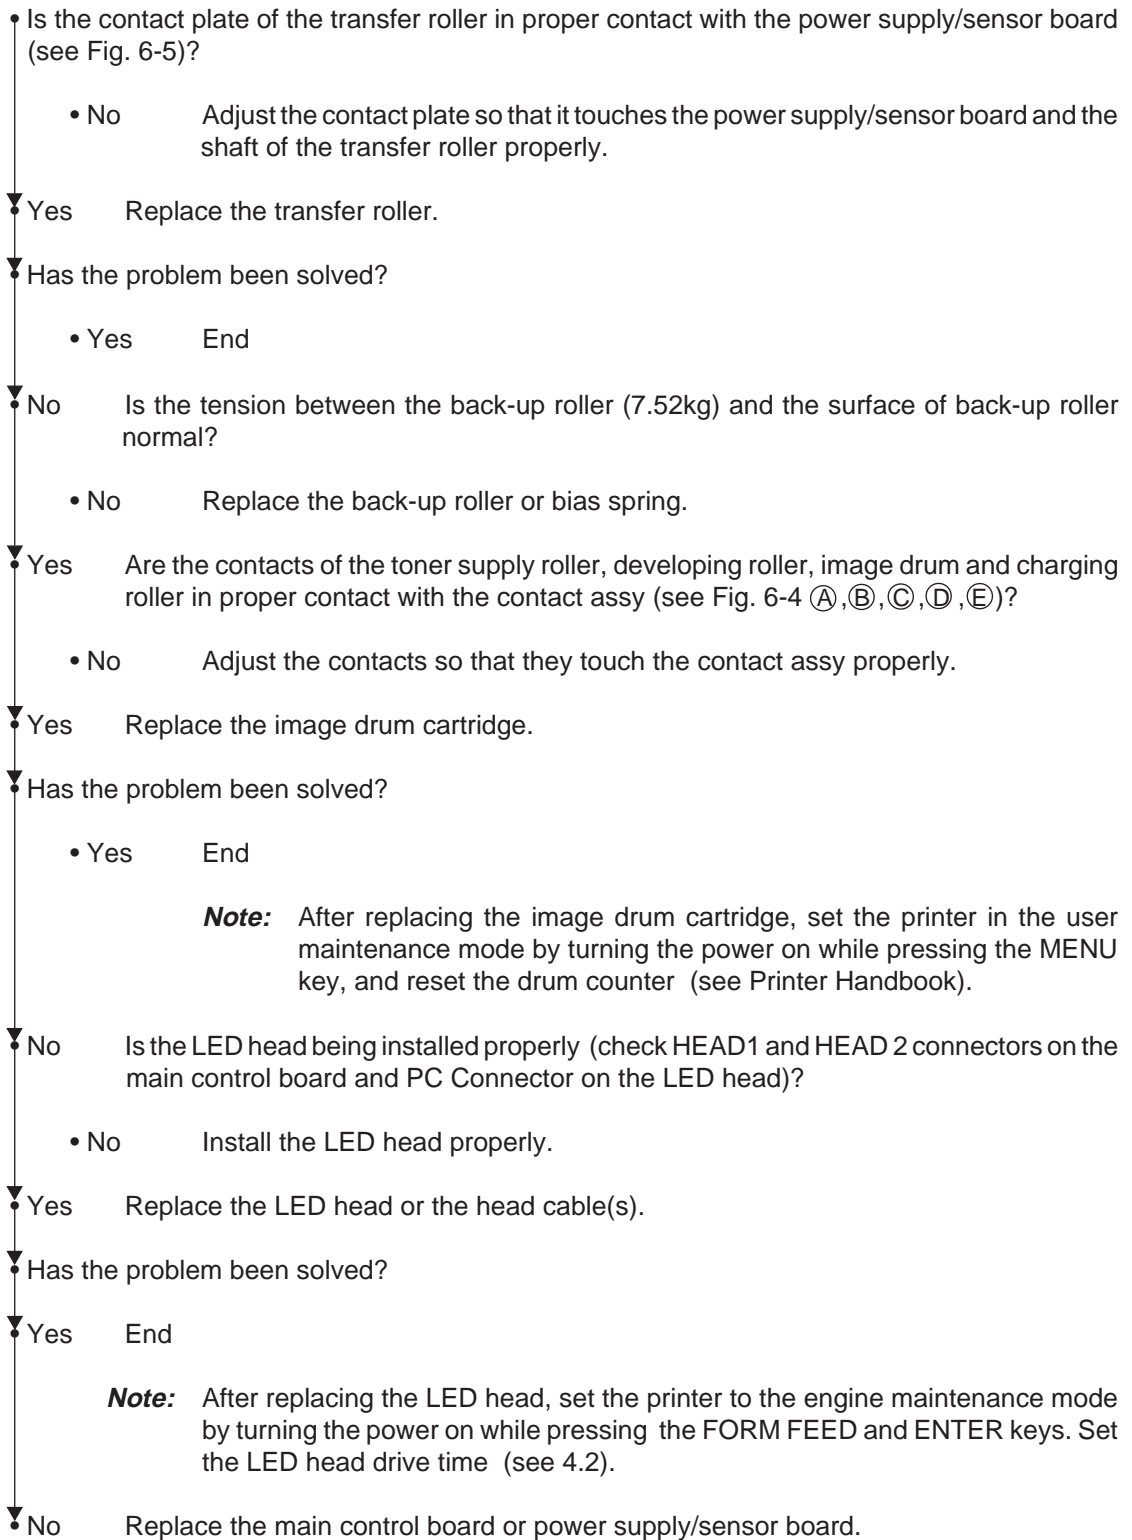 • Is the contact plate of the transfer roller in proper contact with the power supply/sensor board
(see Fig. 6-5)?
• No Adjust the contact plate so that it touches the power supply/sensor board and the
shaft of the transfer roller properly.
• Yes Replace the transfer roller.
• Has the problem been solved?
• Yes End
• No Is the tension between the back-up roller (7.52kg) and the surface of back-up roller
normal?
• No Replace the back-up roller or bias spring.
• Yes Are the contacts of the toner supply roller, developing roller, image drum and charging
roller in proper contact with the contact assy (see Fig. 6-4 Ⓐ,Ⓑ,Ⓒ,Ⓓ,Ⓔ)?
• No Adjust the contacts so that they touch the contact assy properly.
• Yes Replace the image drum cartridge.
• Has the problem been solved?
• Yes End
Note: After replacing the image drum cartridge, set the printer in the user
maintenance mode by turning the power on while pressing the MENU
key, and reset the drum counter (see Printer Handbook).
• No Is the LED head being installed properly (check HEAD1 and HEAD 2 connectors on the
main control board and PC Connector on the LED head)?
• No Install the LED head properly.
• Yes Replace the LED head or the head cable(s).
• Has the problem been solved?
• Yes End
Note: After replacing the LED head, set the printer to the engine maintenance mode
by turning the power on while pressing the FORM FEED and ENTER keys. Set
the LED head drive time (see 4.2).
• No Replace the main control board or power supply/sensor board.